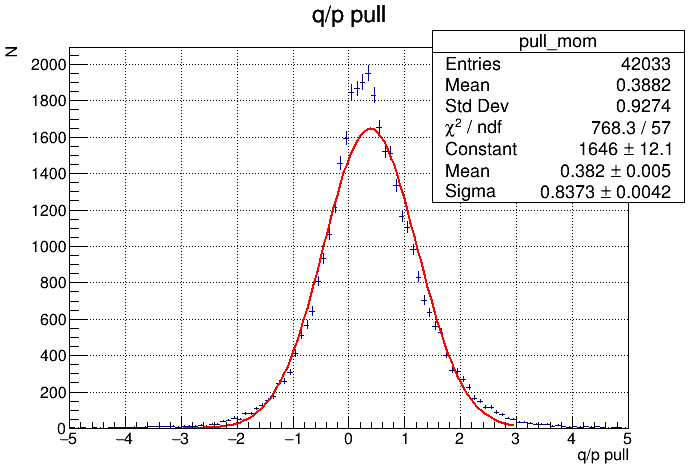 q/p pull
N
pull_mom
Entries 42033
Mean 0.3882
Std Dev 0.9274
χ² / ndf 768.3 / 57
Constant 1646 ± 12.1
Mean 0.382 ± 0.005
Sigma 0.8373 ± 0.0042
2000
1800
1600
1400
1200
1000
800
600
400
200
0
−5 −4 −3 −2 −1 0 1 2 3 4 5
q/p pull